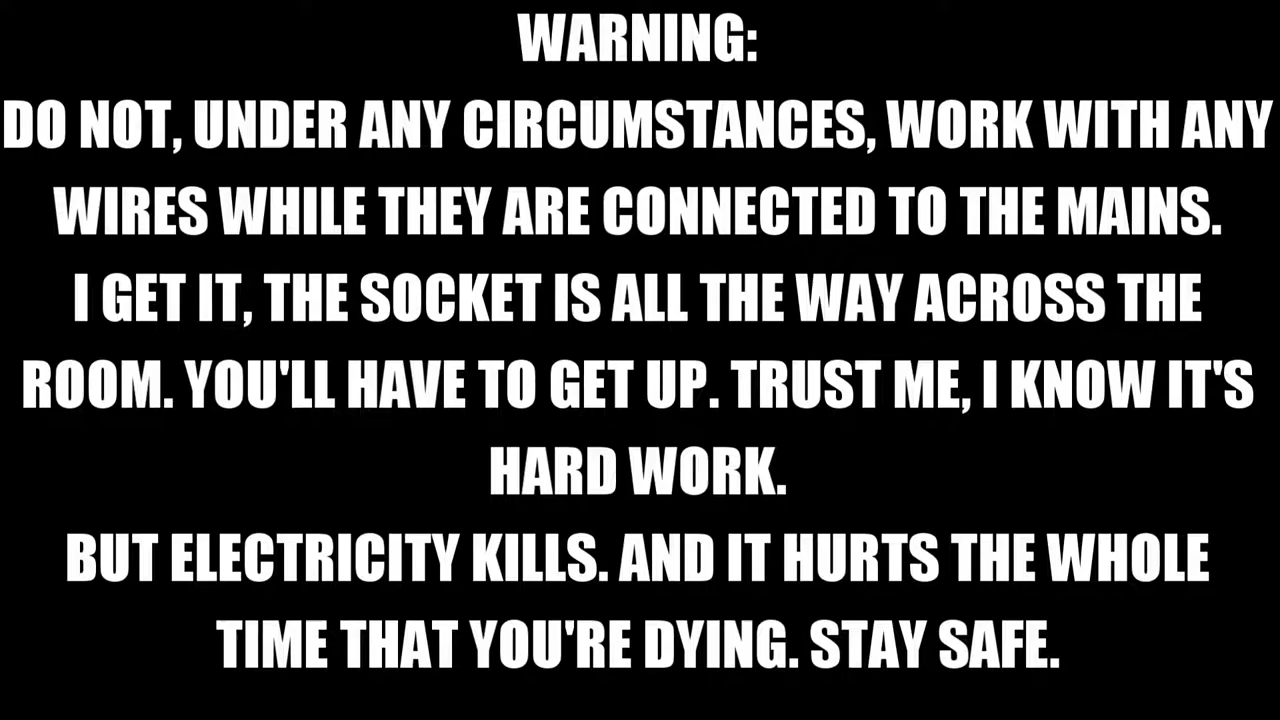 WARNING:
DO NOT, UNDER ANY CIRCUMSTANCES, WORK WITH ANY
WIRES WHILE THEY ARE CONNECTED TO THE MAINS.
I GET IT, THE SOCKET IS ALL THE WAY ACROSS THE
ROOM. YOU'LL HAVE TO GET UP. TRUST ME, I KNOW IT'S
HARD WORK.
BUT ELECTRICITY KILLS. AND IT HURTS THE WHOLE
TIME THAT YOU'RE DYING. STAY SAFE.